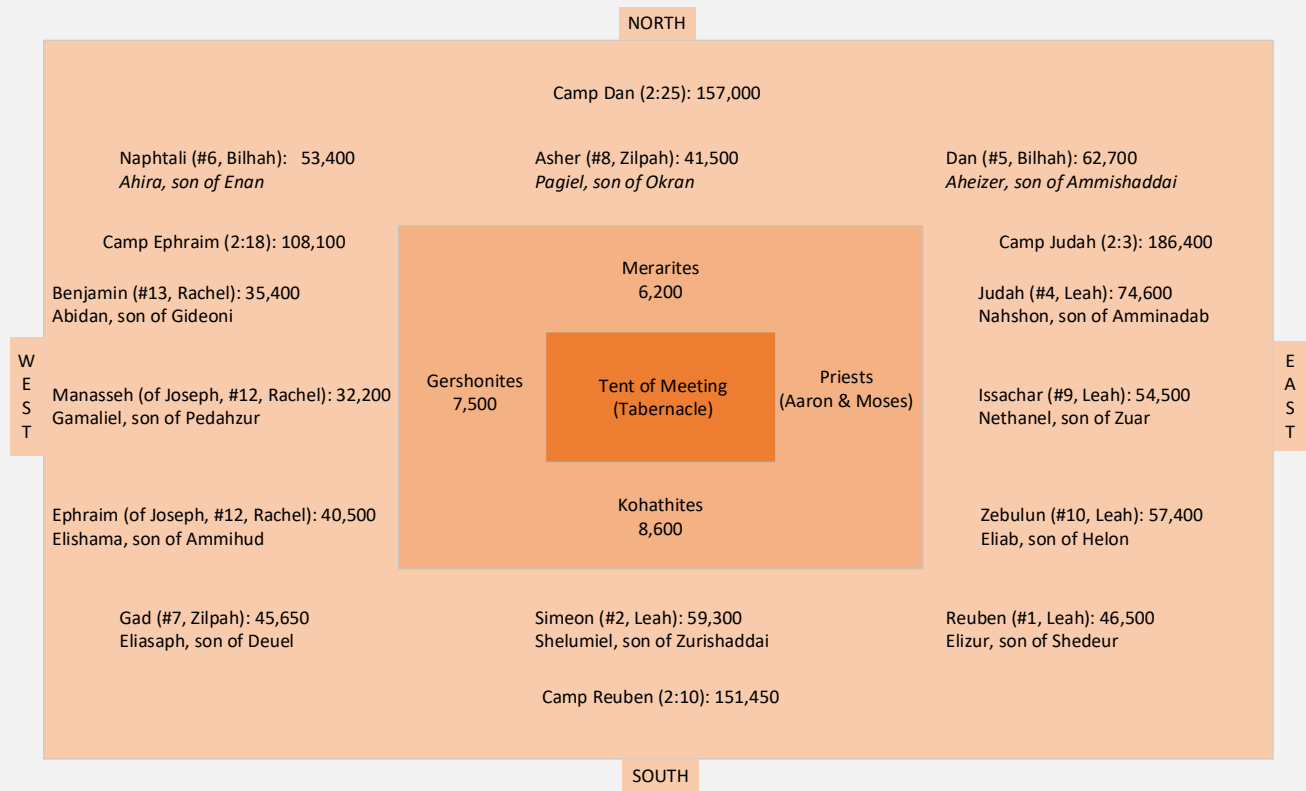 NORTH
Camp Dan (2:25): 157,000
Naphtali (#6, Bilhah): 53,400
Ahira, son of Enan
Asher (#8, Zilpah): 41,500
Pagiel, son of Okran
Dan (#5, Bilhah): 62,700
Aheizer, son of Ammishaddai
Camp Ephraim (2:18): 108,100
Benjamin (#13, Rachel): 35,400
Abidan, son of Gideoni
Manasseh (of Joseph, #12, Rachel): 32,200
Gamaliel, son of Pedahzur
Ephraim (of Joseph, #12, Rachel): 40,500
Elishama, son of Ammihud
WEST
Merarites
6,200
Gershonites
7,500
Tent of Meeting
(Tabernacle)
Priests
(Aaron & Moses)
Kohathites
8,600
Camp Judah (2:3): 186,400
Judah (#4, Leah): 74,600
Nahshon, son of Amminadab
Issachar (#9, Leah): 54,500
Nethanel, son of Zuar
Zebulun (#10, Leah): 57,400
Eliab, son of Helon
EAST
Gad (#7, Zilpah): 45,650
Eliasaph, son of Deuel
Simeon (#2, Leah): 59,300
Shelumiel, son of Zurishaddai
Reuben (#1, Leah): 46,500
Elizur, son of Shedeur
Camp Reuben (2:10): 151,450
SOUTH